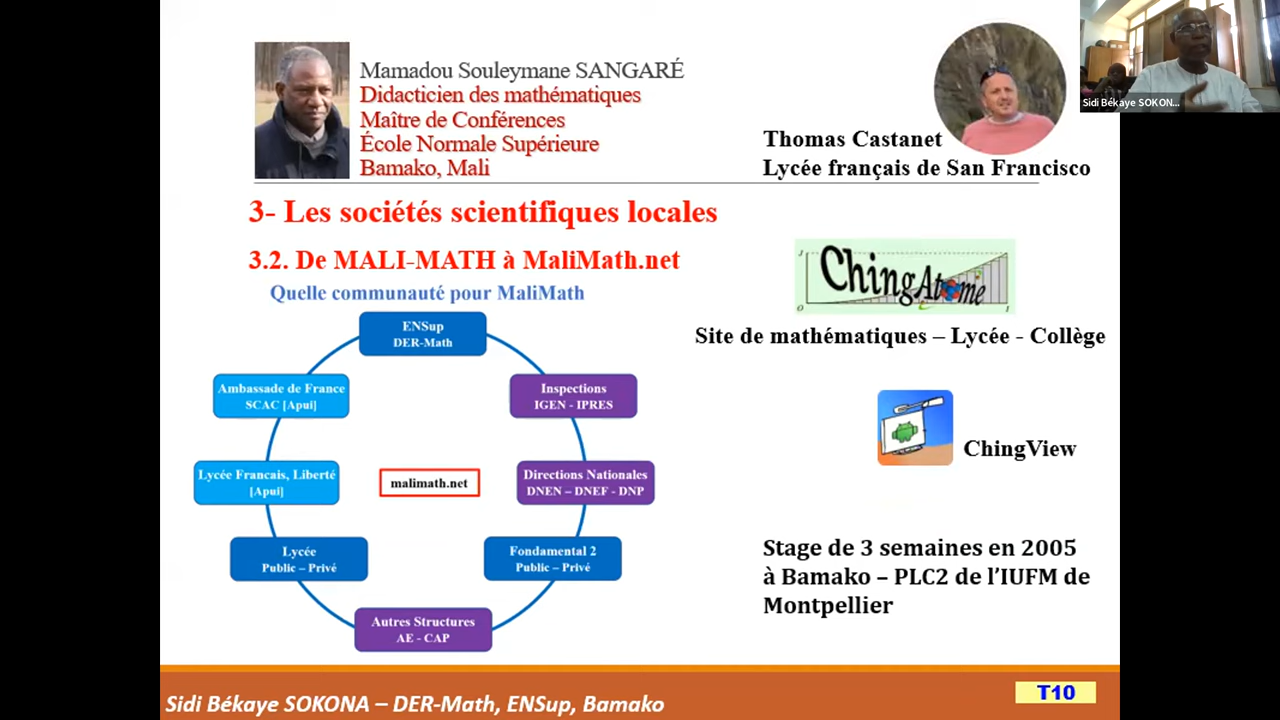 Mamadou Souleymane SANGARÉ
Didacticien des mathématiques
Maître de Conférences
École Normale Supérieure
Bamako, Mali
Thomas Castanet
Lycée français de San Francisco
Sidi Békaye SOKON...
3- Les sociétés scientifiques locales
3.2. De MALI-MATH à MaliMath.net
Quelle communauté pour MaliMath
ENSup
DER-Math
Ambassade de France
SCAC [Apui]
Inspections
IGEN - IPRES
Lycée Francais, Liberté
[Apui]
malimath.net
Directions Nationales
DNEN – DNEF - DNP
Lycée
Public – Privé
Fondamental 2
Public – Privé
Autres Structures
AE - CAP
J
ChingAtome
O
I
Site de mathématiques – Lycée - Collège
ChingView
Stage de 3 semaines en 2005
à Bamako – PLC2 de l’IUFM de
Montpellier
Sidi Békaye SOKONA – DER-Math, ENSup, Bamako
T10